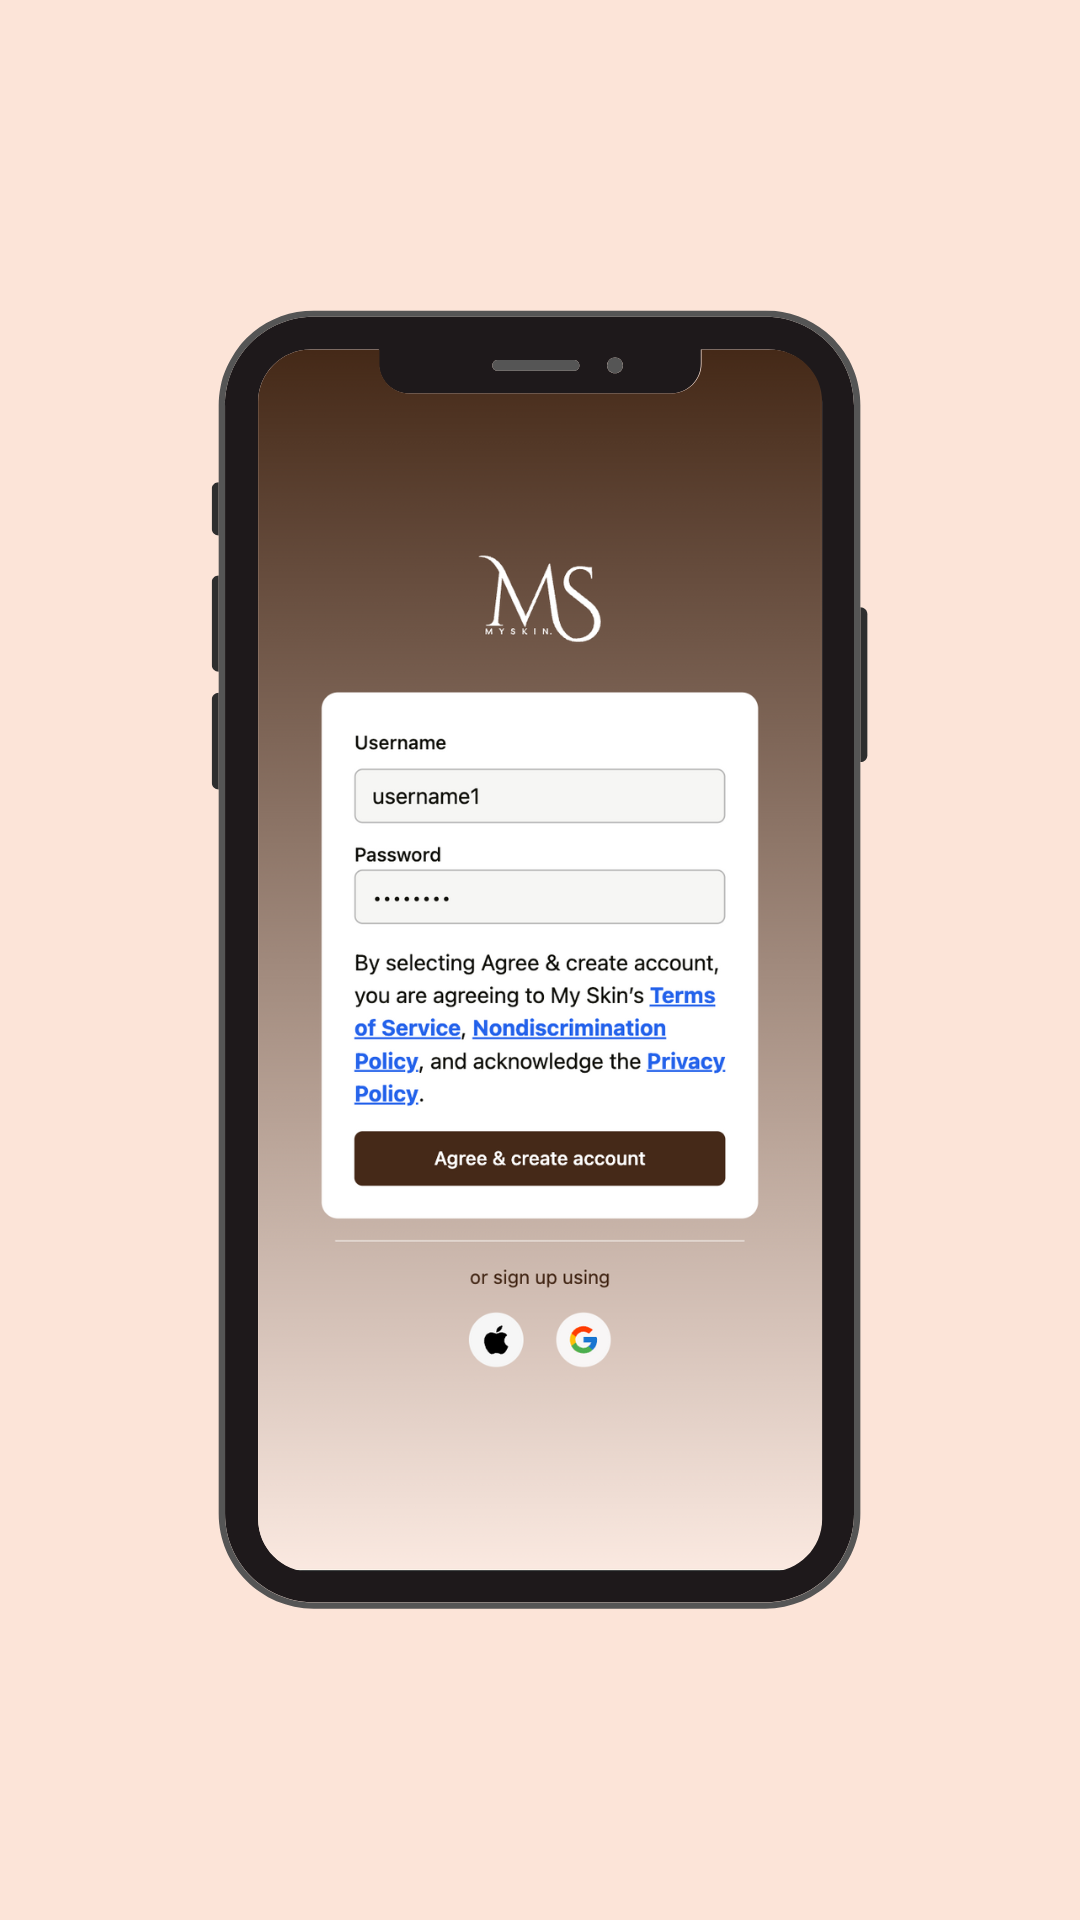 MS
MYSKIN.
Username
username1
Password
••••••••
By selecting Agree & create account,
you are agreeing to My Skin’s Terms
of Service, Nondiscrimination
Policy, and acknowledge the Privacy
Policy.
Agree & create account
or sign up using